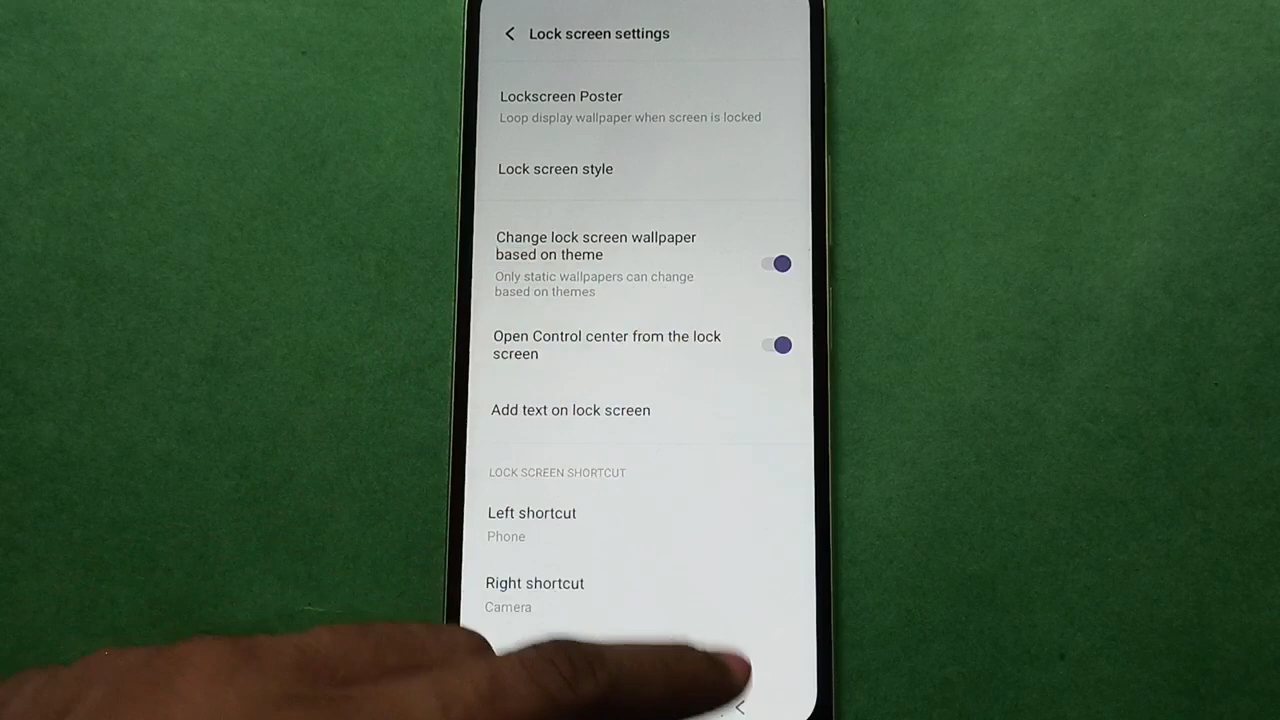 Lock screen settings
Lockscreen Poster
Loop display wallpaper when screen is locked
Lock screen style
Change lock screen wallpaper
based on theme
Only static wallpapers can change
based on themes
Open Control center from the lock
screen
Add text on lock screen
LOCK SCREEN SHORTCUT
Left shortcut
Phone
Right shortcut
Camera